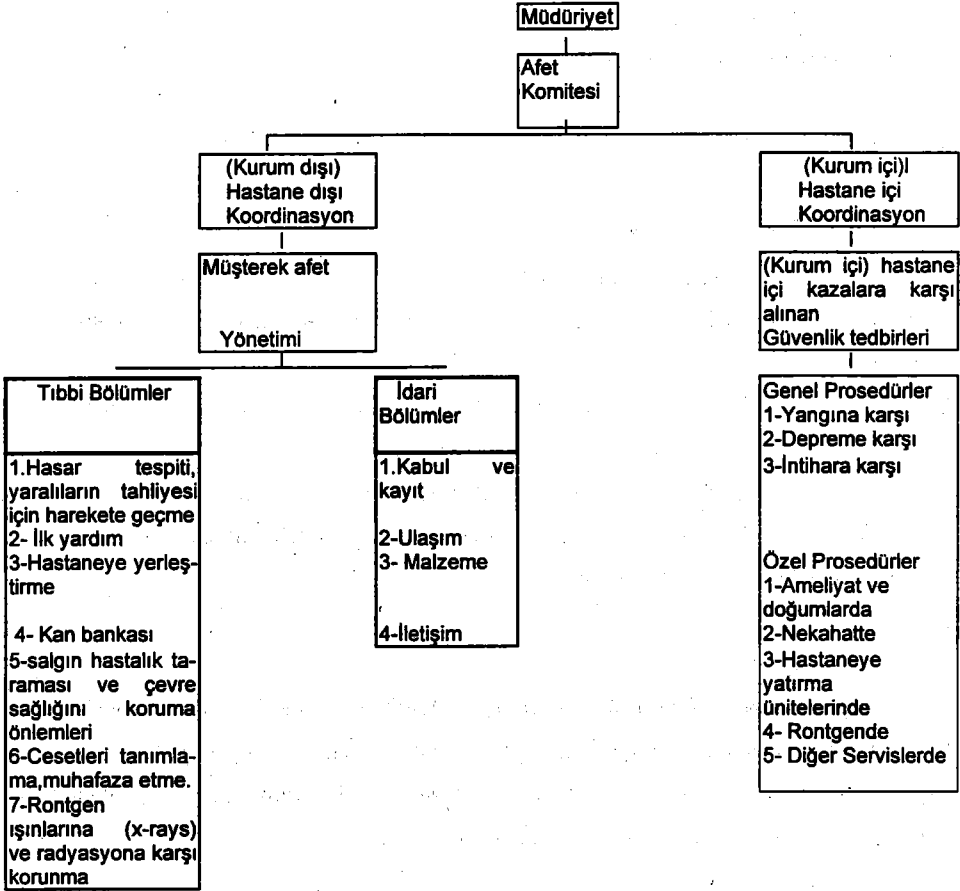 Müdüriyet
Afet
Komitesi
(Kurum dışı)
Hastane dışı
Koordinasyon
Müşterek afet
Yönetimi
Tıbbi Bölümler
1.Hasar tespiti,
yaralıların tahliyesi
için harekete geçme
2- İlk yardım
3-Hastaneye yerleş-
tirme
4- Kan bankası
5-salgın hastalık ta-
raması ve çevre
sağlığını koruma
önlemleri
6-Cesetleri tanımla-
ma,muhafaza etme.
7-Rontgen
ışınlarına (x-rays)
ve radyasyona karşı
korunma
İdari
Bölümler
1.Kabul ve
kayıt
2-Ulaşım
3- Malzeme
4-İletişim
(Kurum içi)l
Hastane içi
Koordinasyon
(Kurum içi) hastane
içi kazalara karşı
alınan
Güvenlik tedbirleri
Genel Prosedürler
1-Yangına karşı
2-Depreme karşı
3-İntihara karşı
Özel Prosedürler
1-Ameliyat ve
doğumlarda
2-Nekahatte
3-Hastaneye
yatırma
ünitelerinde
4- Rontgende
5- Diğer Servislerde